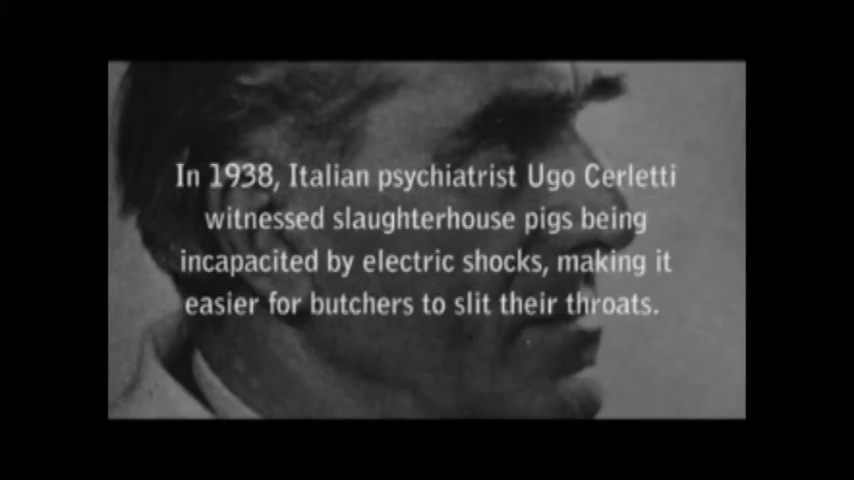 In 1938, Italian psychiatrist Ugo Cerletti
witnessed slaughterhouse pigs being
incapacited by electric shocks, making it
easier for butchers to slit their throats.